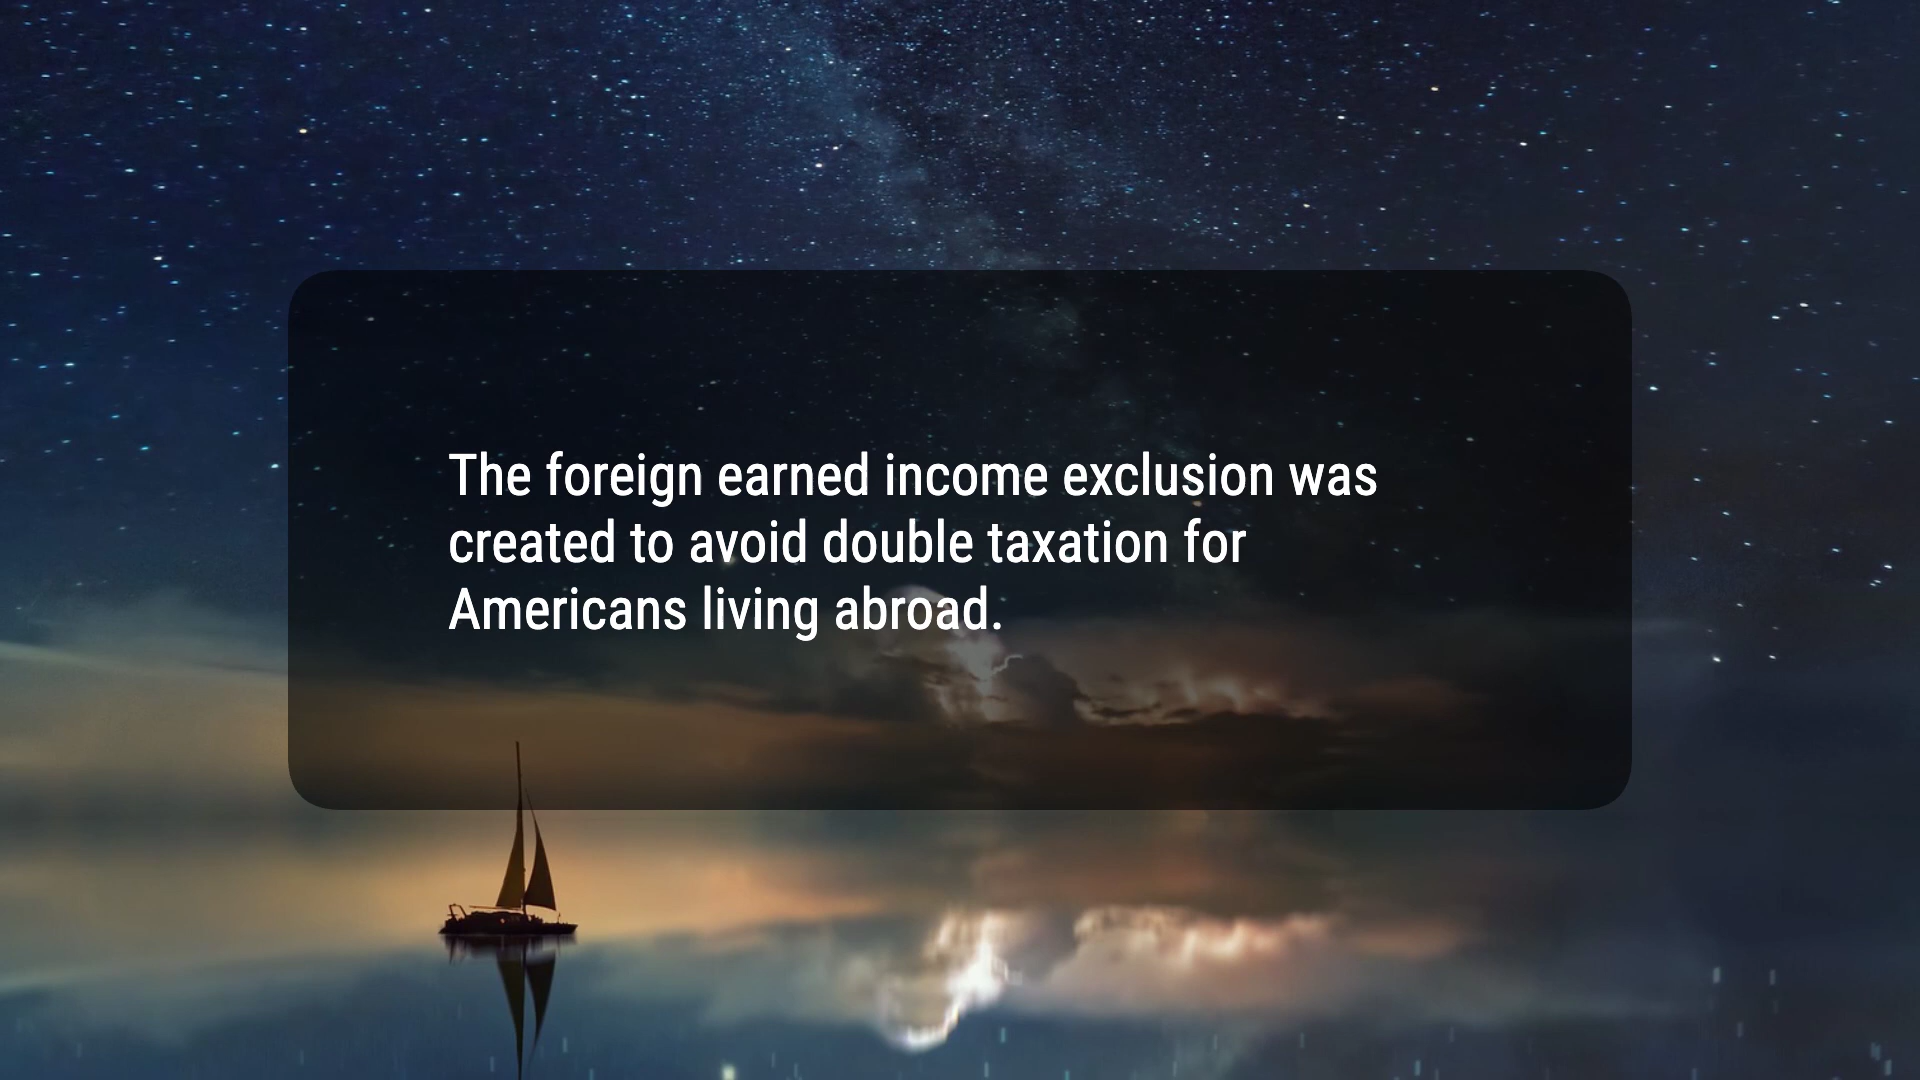 The foreign earned income exclusion was
created to avoid double taxation for
Americans living abroad.